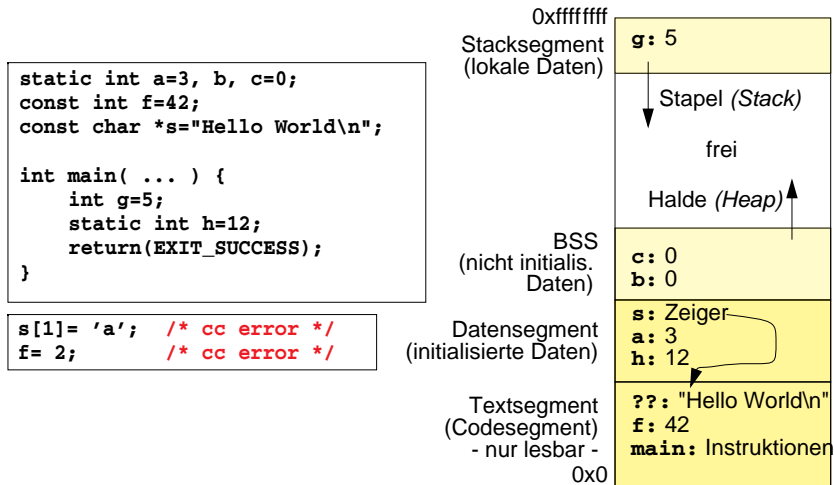 static int a=3, b, c=0;
const int f=42;
const char *s="Hello World\n";
int main( ... ) {
int g=5;
static int h=12;
return(EXIT_SUCCESS);
}
s[1]= ’a’; /* cc error */
f= 2; /* cc error */
0xffffffff
Stacksegment
(lokale Daten)
g: 5
Stapel (Stack)
frei
Halde (Heap)
BSS
(nicht initialis.
Daten)
c: 0
b: 0
Datensegment
(initialisierte Daten)
s: Zeiger
a: 3
h: 12
Textsegment
(Codesegment)
- nur lesbar -
0x0
??: "Hello World\n"
f: 42
main: Instruktionen